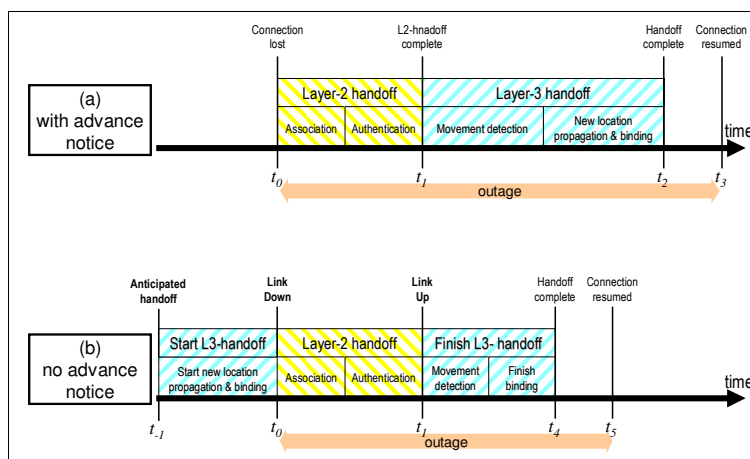 Connection lost
L2-hnadoff complete
Handoff complete
Connection resumed
(a)
with advance
notice
Layer-2 handoff
Layer-3 handoff
Association
Authentication
Movement detection
New location
propagation & binding
time
t0
t1
t2
t3
outage
Anticipated
handoff
Link
Down
Link
Up
Handoff
complete
Connection
resumed
(b)
no advance
notice
Start L3-handoff
Layer-2 handoff
Finish L3- handoff
Start new location
propagation & binding
Association
Authentication
Movement
detection
Finish
binding
time
t-1
t0
t1
t4
t5
outage